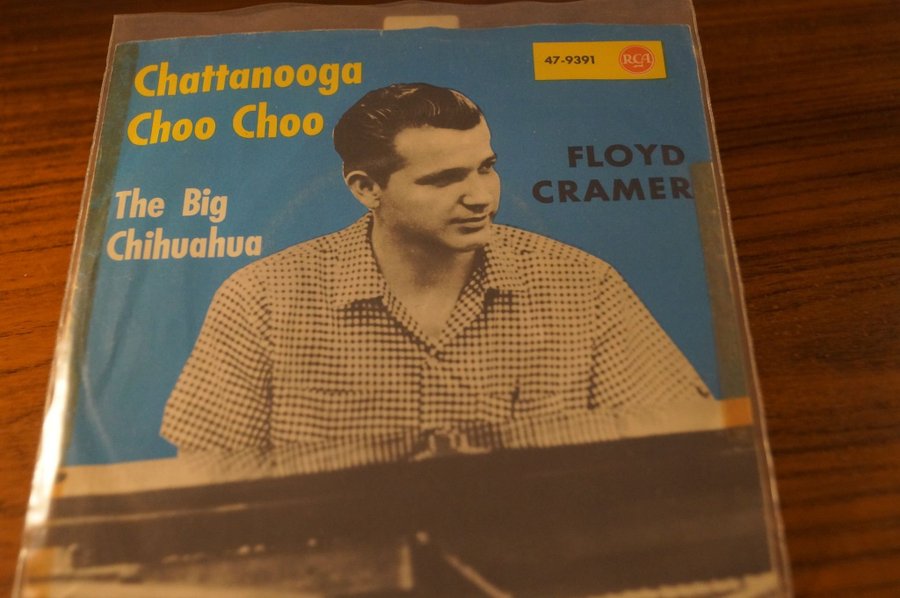 Chattanooga
Choo Choo
The Big
Chihuahua
47-9391
RCA
FLOYD
CRAMER